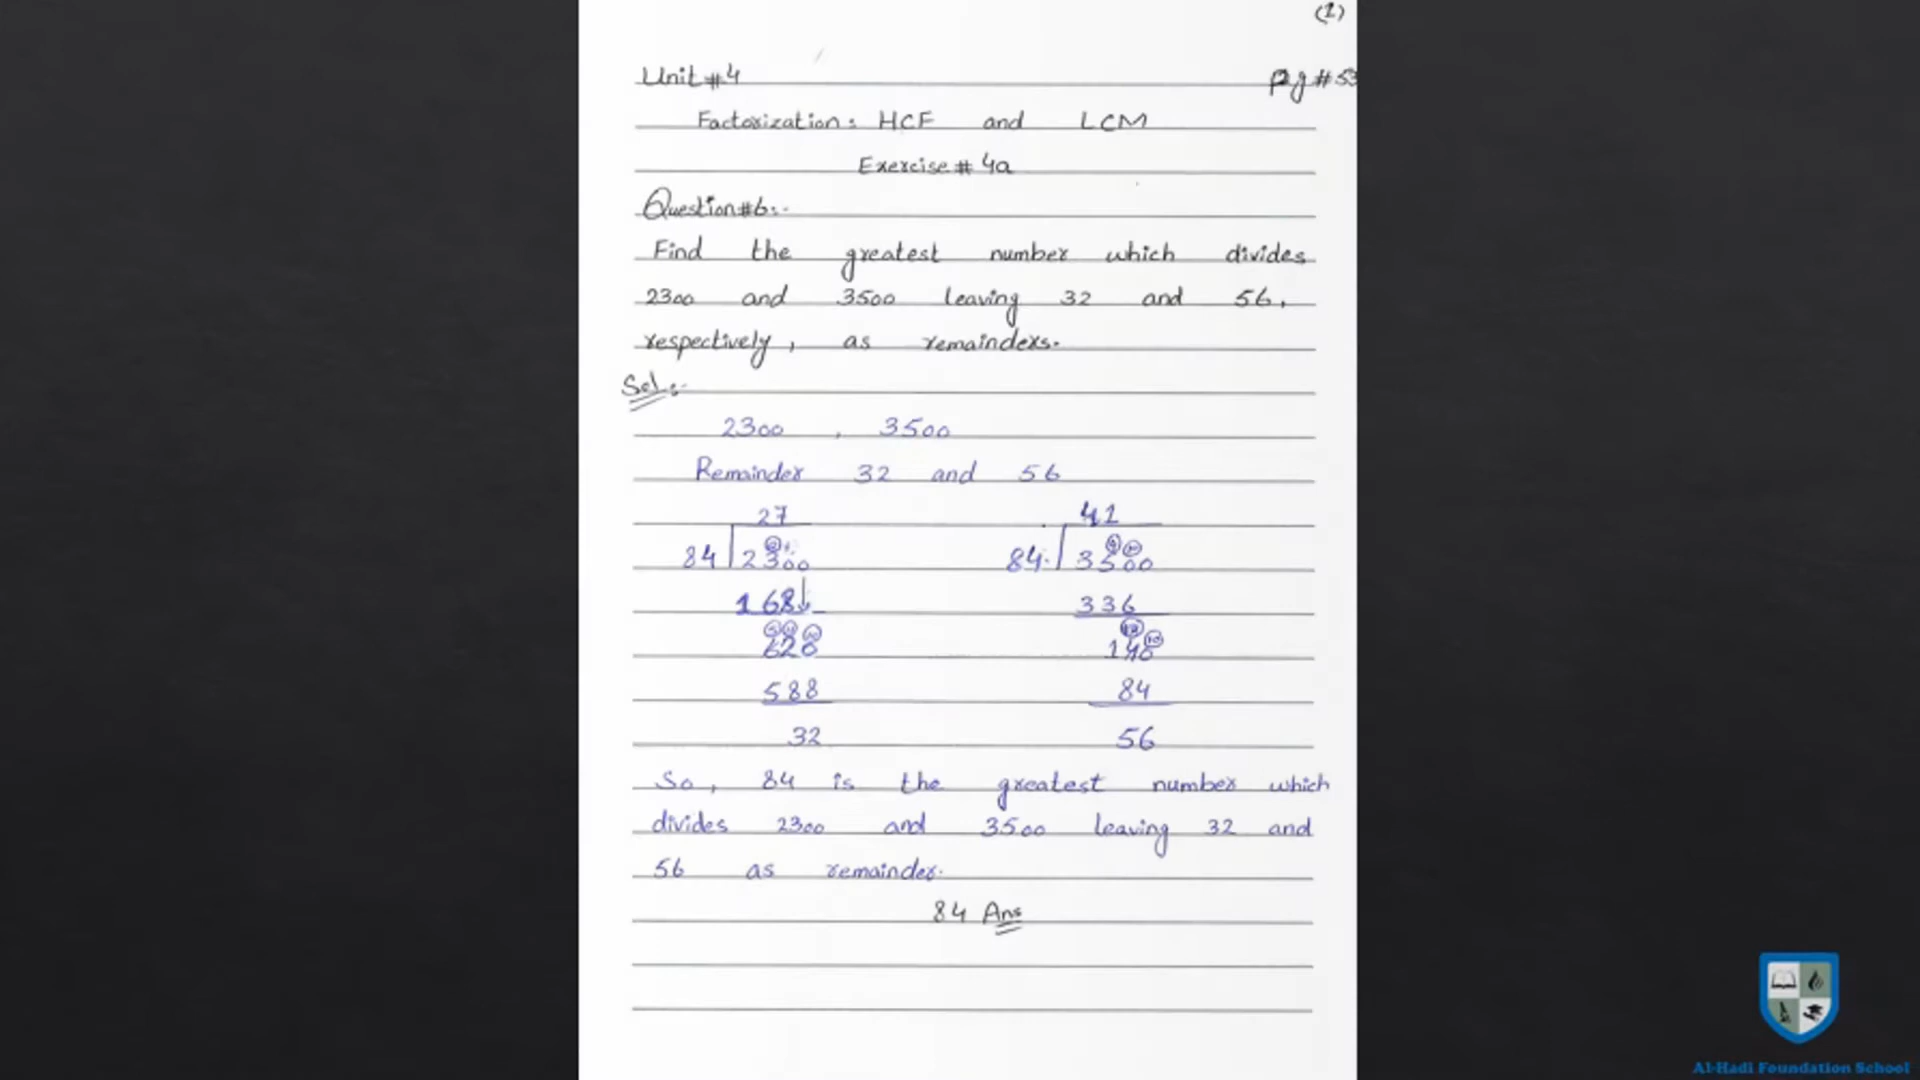 (1)
Unit #4 pg # 53
Factorization: HCF and LCM
Exercise # 4a
Question#6:-
Find the greatest number which divides
2300 and 3500 leaving 32 and 56,
respectively, as remainders.
Sol:-
2300 , 3500
Remainder 32 and 56
27 41
84 2300 84 3500
168 336
620 140
588 84
32 56
So, 84 is the greatest number which
divides 2300 and 3500 leaving 32 and
56 as remainder.
84 Ans
Al-Hadi Foundation School